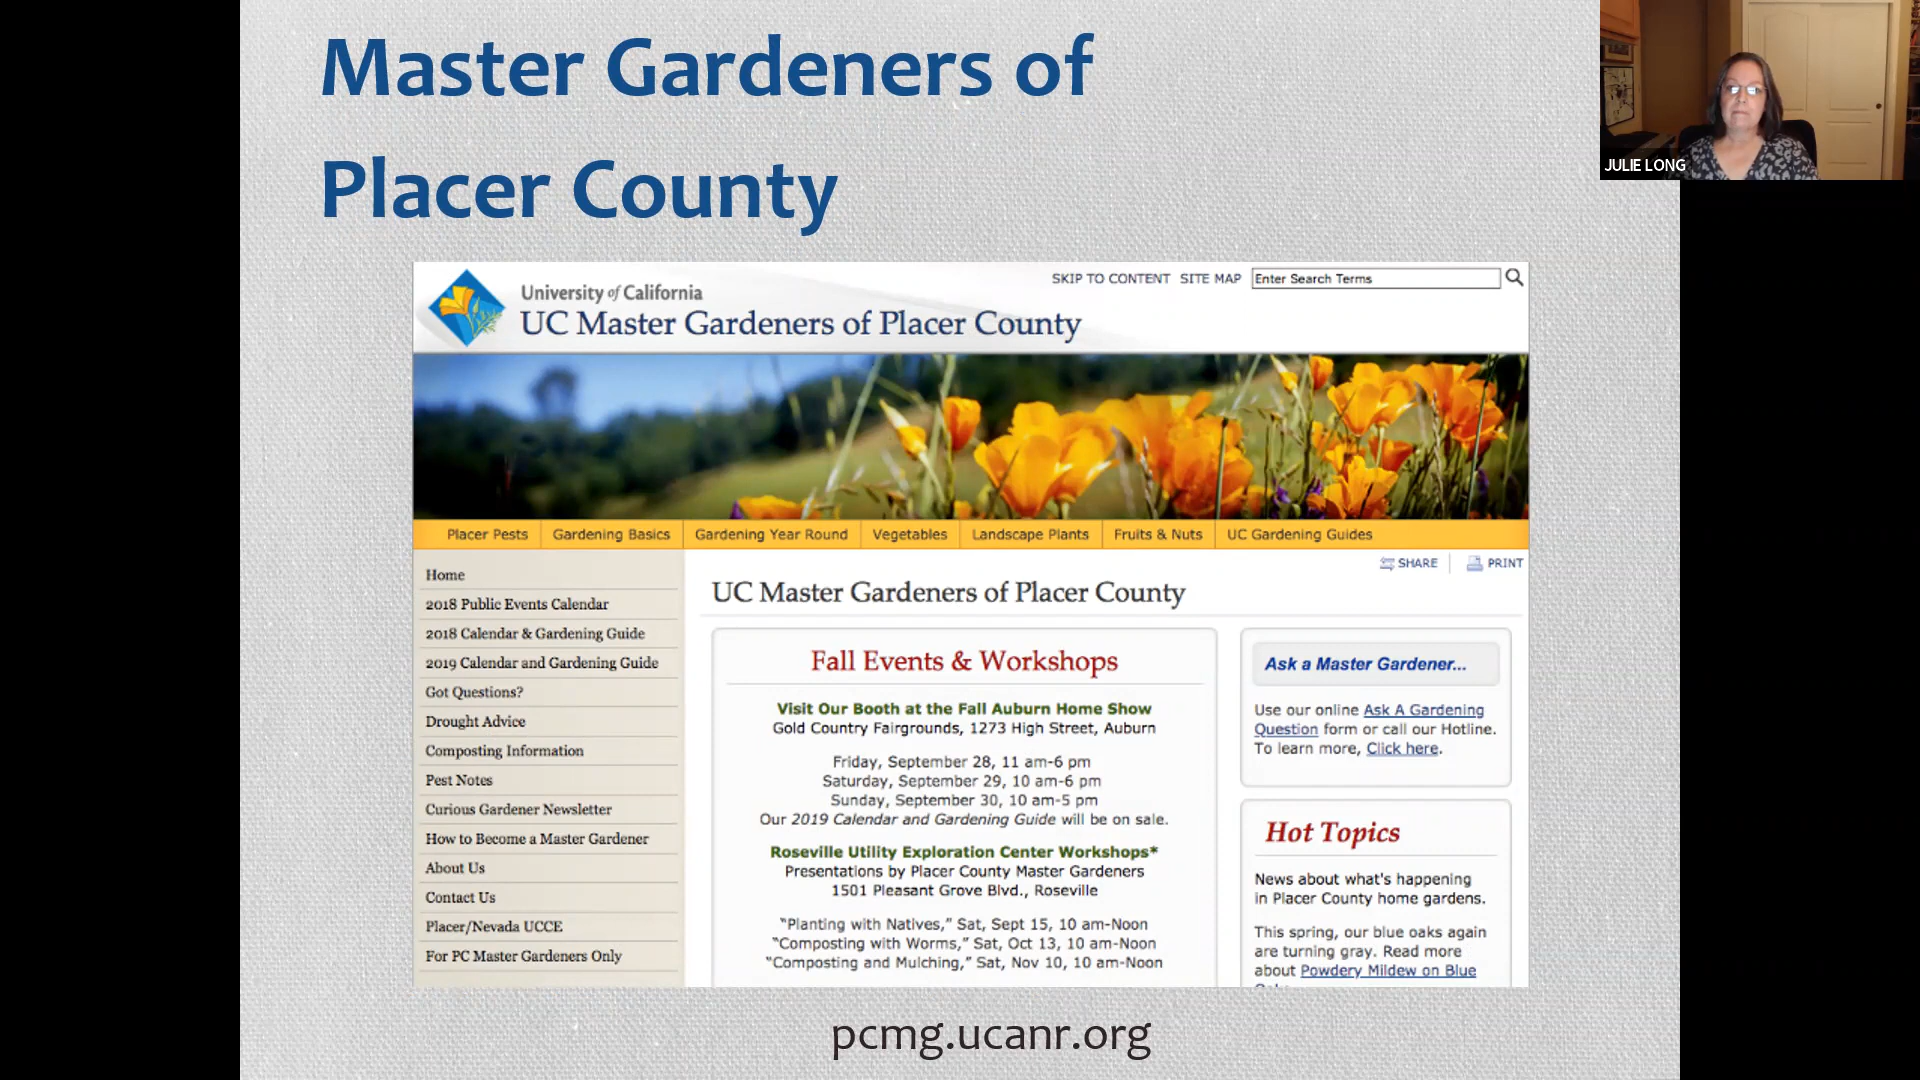 Master Gardeners of
Placer County
JULIE LONG
University of California
UC Master Gardeners of Placer County
SKIP TO CONTENT SITE MAP Enter Search Terms
Placer Pests Gardening Basics Gardening Year Round Vegetables Landscape Plants Fruits & Nuts UC Gardening Guides
Home
2018 Public Events Calendar
2018 Calendar & Gardening Guide
2019 Calendar and Gardening Guide
Got Questions?
Drought Advice
Composting Information
Pest Notes
Curious Gardener Newsletter
How to Become a Master Gardener
About Us
Contact Us
Placer/Nevada UCCE
For PC Master Gardeners Only
SHARE PRINT
UC Master Gardeners of Placer County
Fall Events & Workshops
Visit Our Booth at the Fall Auburn Home Show
Gold Country Fairgrounds, 1273 High Street, Auburn
Friday, September 28, 11 am-6 pm
Saturday, September 29, 10 am-6 pm
Sunday, September 30, 10 am-5 pm
Our 2019 Calendar and Gardening Guide will be on sale.
Roseville Utility Exploration Center Workshops*
Presentations by Placer County Master Gardeners
1501 Pleasant Grove Blvd., Roseville
“Planting with Natives,” Sat, Sept 15, 10 am-Noon
“Composting with Worms,” Sat, Oct 13, 10 am-Noon
“Composting and Mulching,” Sat, Nov 10, 10 am-Noon
Ask a Master Gardener...
Use our online Ask A Gardening
Question form or call our Hotline.
To learn more, Click here.
Hot Topics
News about what's happening
in Placer County home gardens.
This spring, our blue oaks again
are turning gray. Read more
about Powdery Mildew on Blue
pcmg.ucanr.org